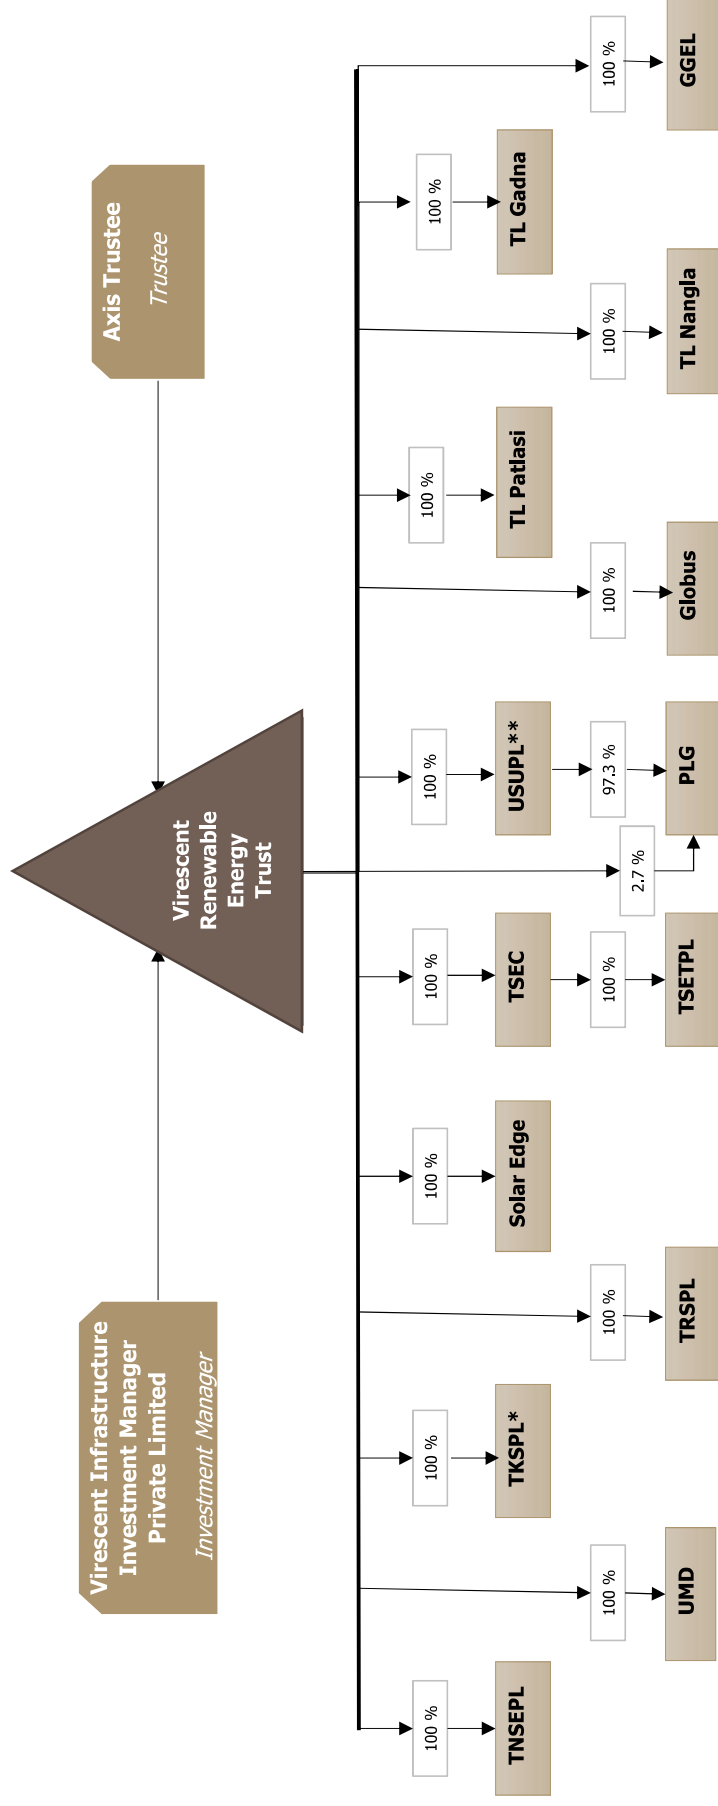 Virescent Infrastructure
Investment Manager
Private Limited
Investment Manager
Virescent
Renewable
Energy
Trust
Axis Trustee
Trustee
100 %
100 %
100 %
100 %
100 %
100 %
100 %
TNSEPL
TKSPL*
Solar Edge
TSEC
USUPL**
TL Patlasi
TL Gadna
100 %
100 %
100 %
2.7 %
97.3 %
100 %
100 %
100 %
UMD
TRSPL
TSETPL
PLG
Globus
TL Nangla
GGEL